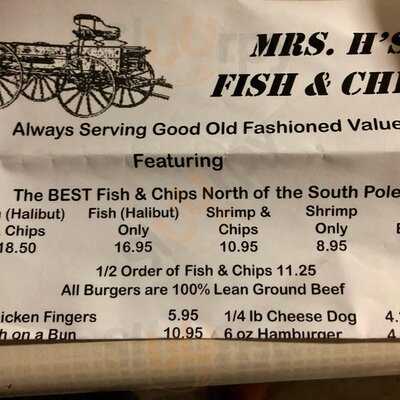 MRS. H'S
FISH & CHI
Always Serving Good Old Fashioned Value
Featuring
The BEST Fish & Chips North of the South Pole
(Halibut) Fish (Halibut) Shrimp & Shrimp
Chips Only Chips Only
18.50 16.95 10.95 8.95
1/2 Order of Fish & Chips 11.25
All Burgers are 100% Lean Ground Beef
icken Fingers 5.95 1/4 lb Cheese Dog 4.
h on a Bun 10.95 6 oz Hamburger 4